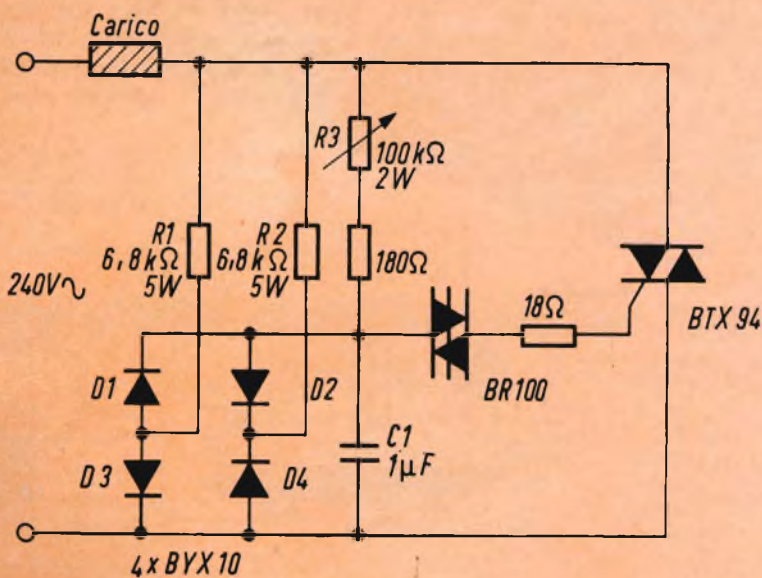 Carico
R3
100kΩ
2W
R1
6,8kΩ
5W
R2
6,8kΩ
5W
180Ω
240V∿
18Ω
BTX 94
D1
D2
BR100
C1
1µF
D3
D4
4xBYX10